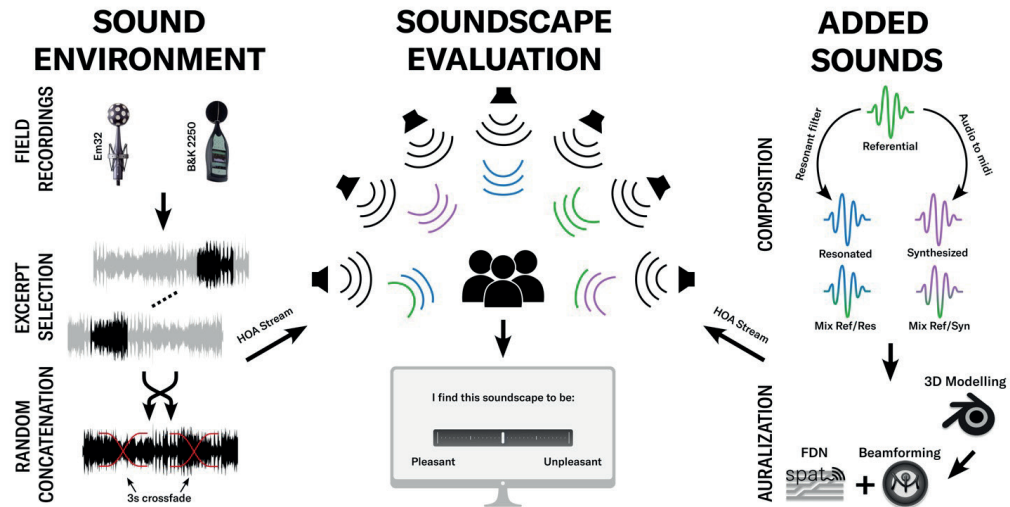 SOUND
ENVIRONMENT
FIELD
RECORDINGS
Em32
B&K 2250
EXCERPT
SELECTION
RANDOM
CONCATENATION
3s crossfade
HOA Stream
SOUNDSCAPE
EVALUATION
I find this soundscape to be:
Pleasant
Unpleasant
HOA Stream
ADDED
SOUNDS
COMPOSITION
Resonant filter
Audio to midi
Referential
Resonated
Synthesized
Mix Ref/Res
Mix Ref/Syn
AURALIZATION
3D Modelling
FDN
spat
+
Beamforming